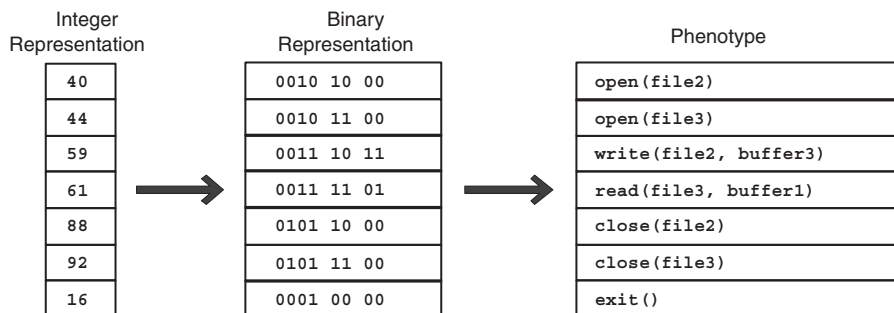 Integer
Representation
Binary
Representation
Phenotype
40
0010 10 00
open(file2)
44
0010 11 00
open(file3)
59
0011 10 11
write(file2, buffer3)
61
0011 11 01
read(file3, buffer1)
88
0101 10 00
close(file2)
92
0101 11 00
close(file3)
16
0001 00 00
exit()